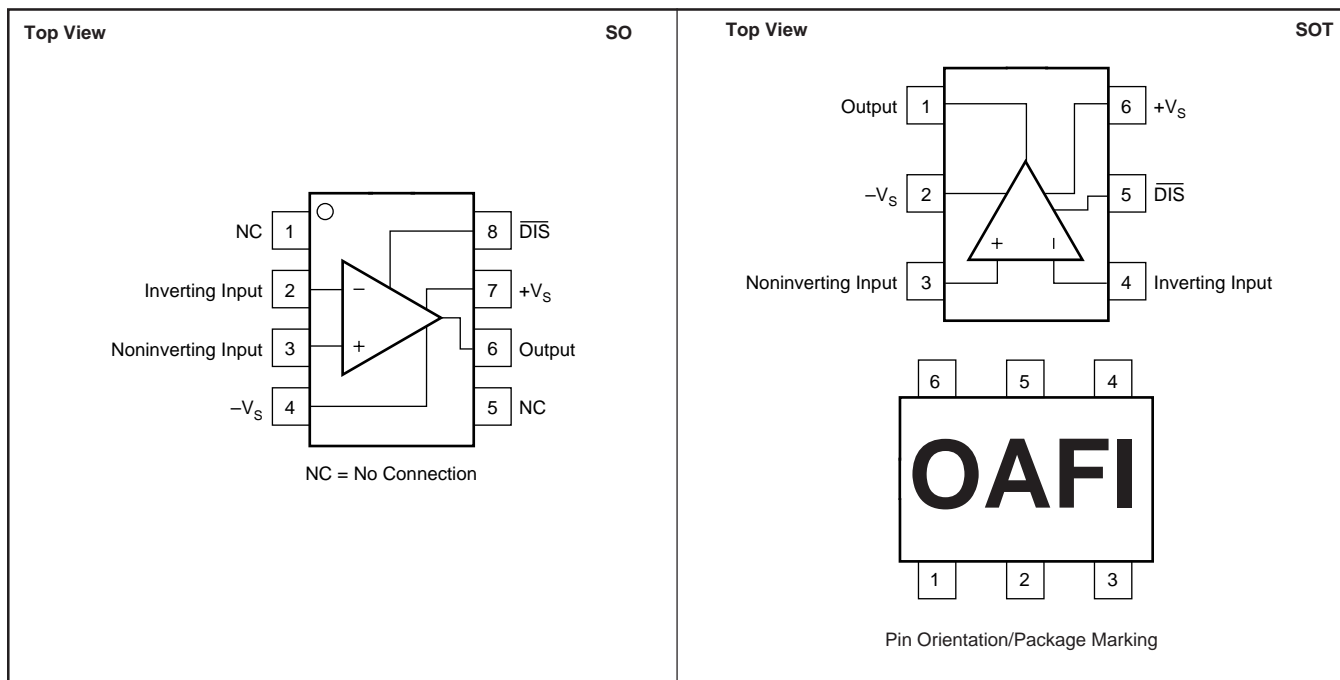 Top View SO
NC 1
8 D̅I̅S̅
Inverting Input 2
−
7 +VS
Noninverting Input 3
+
6 Output
–VS 4
5 NC
NC = No Connection
Top View SOT
Output 1
6 +VS
–VS 2
5 D̅I̅S̅
+ −
Noninverting Input 3
4 Inverting Input
6 5 4
OAFI
1 2 3
Pin Orientation/Package Marking